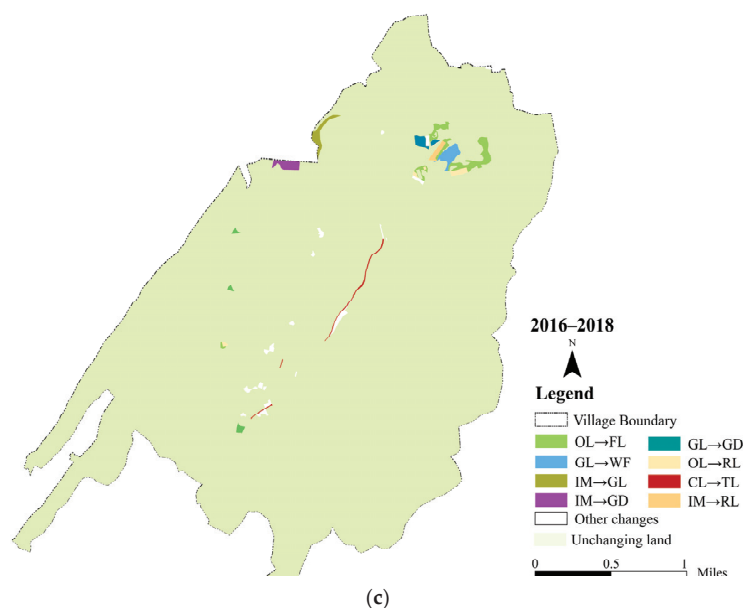 2016–2018
N
Legend
Village Boundary
OL→FL GL→GD
GL→WF OL→RL
IM→GL CL→TL
IM→GD IM→RL
Other changes
Unchanging land
0 0.5 1
Miles
(c)